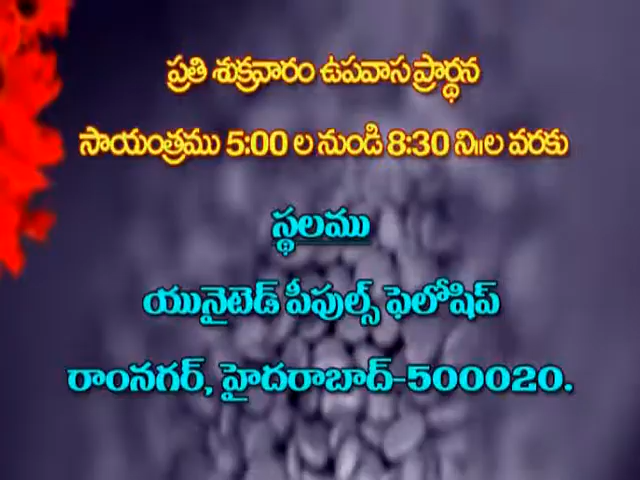 ప్రతి శుక్రవారం ఉపవాస ప్రార్థన
సాయంత్రము 5:00 ల నుండి 8:30 ని॥ల వరకు
స్థలము
యునైటెడ్ పీపుల్స్ ఫెలోషిప్
రాంనగర్, హైదరాబాద్-500020.